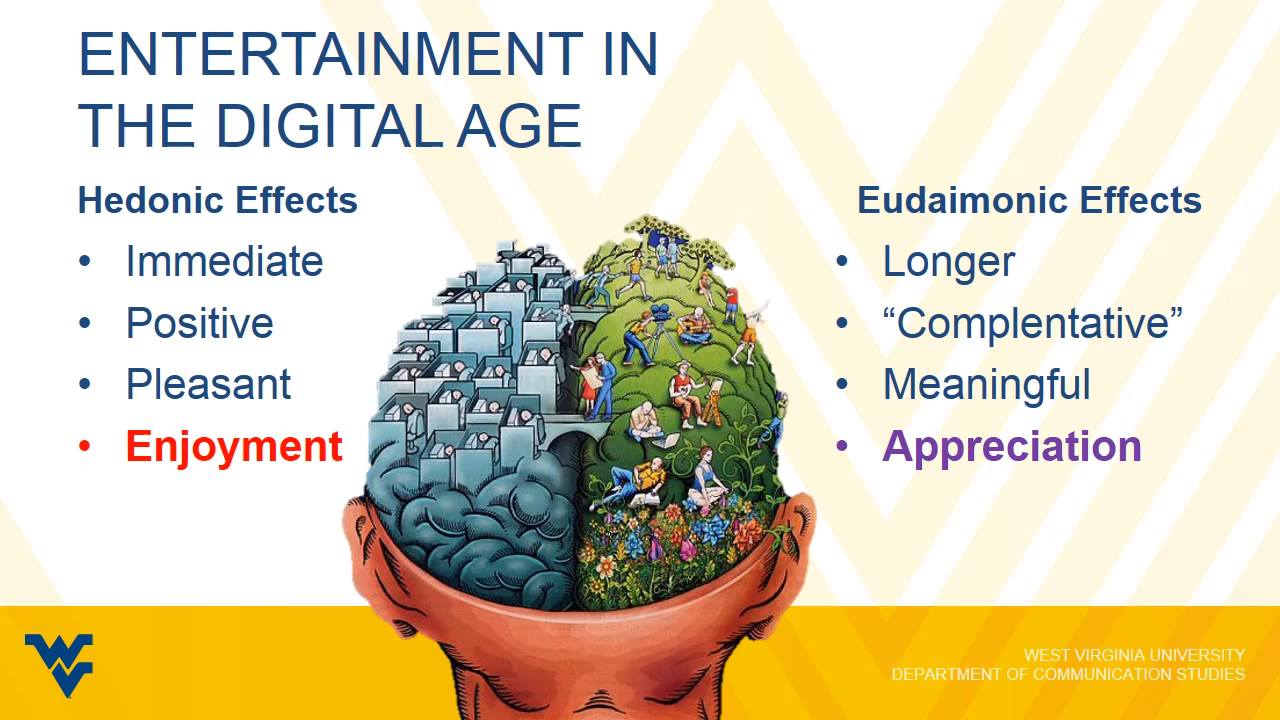 ENTERTAINMENT IN
THE DIGITAL AGE
Hedonic Effects
• Immediate
• Positive
• Pleasant
• Enjoyment
Eudaimonic Effects
• Longer
• “Complentative”
• Meaningful
• Appreciation
WEST VIRGINIA UNIVERSITY
DEPARTMENT OF COMMUNICATION STUDIES